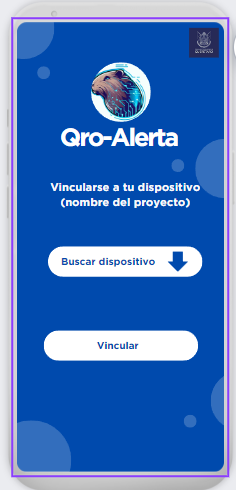 Qro-Alerta
Vincularse a tu dispositivo
(nombre del proyecto)
Buscar dispositivo
Vincular